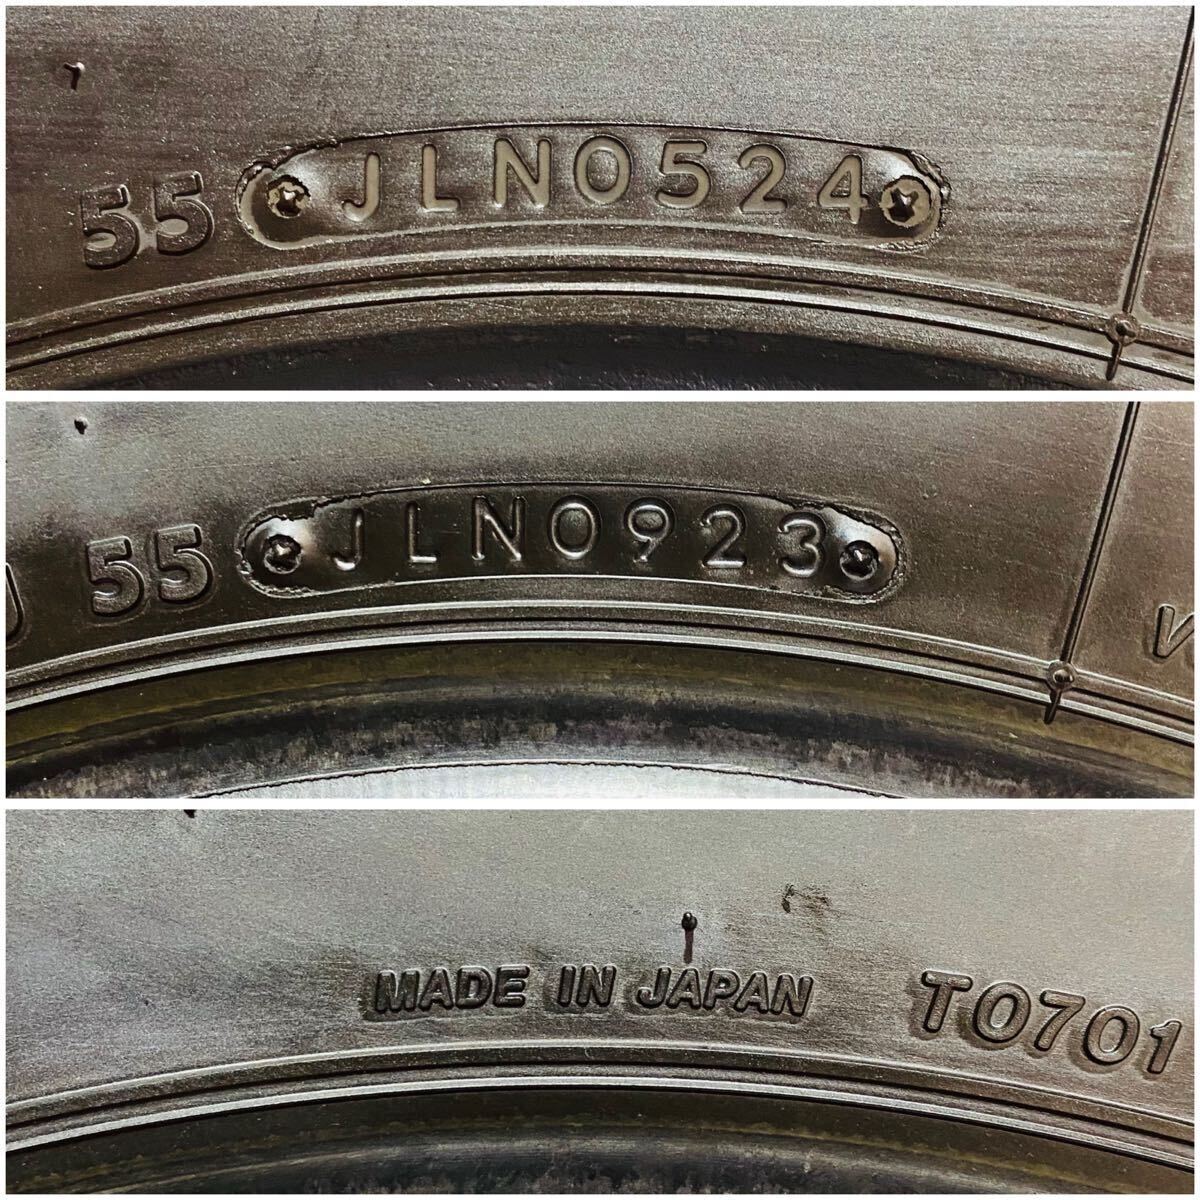 55 JLN0524
55 JLN0923
MADE IN JAPAN T0701